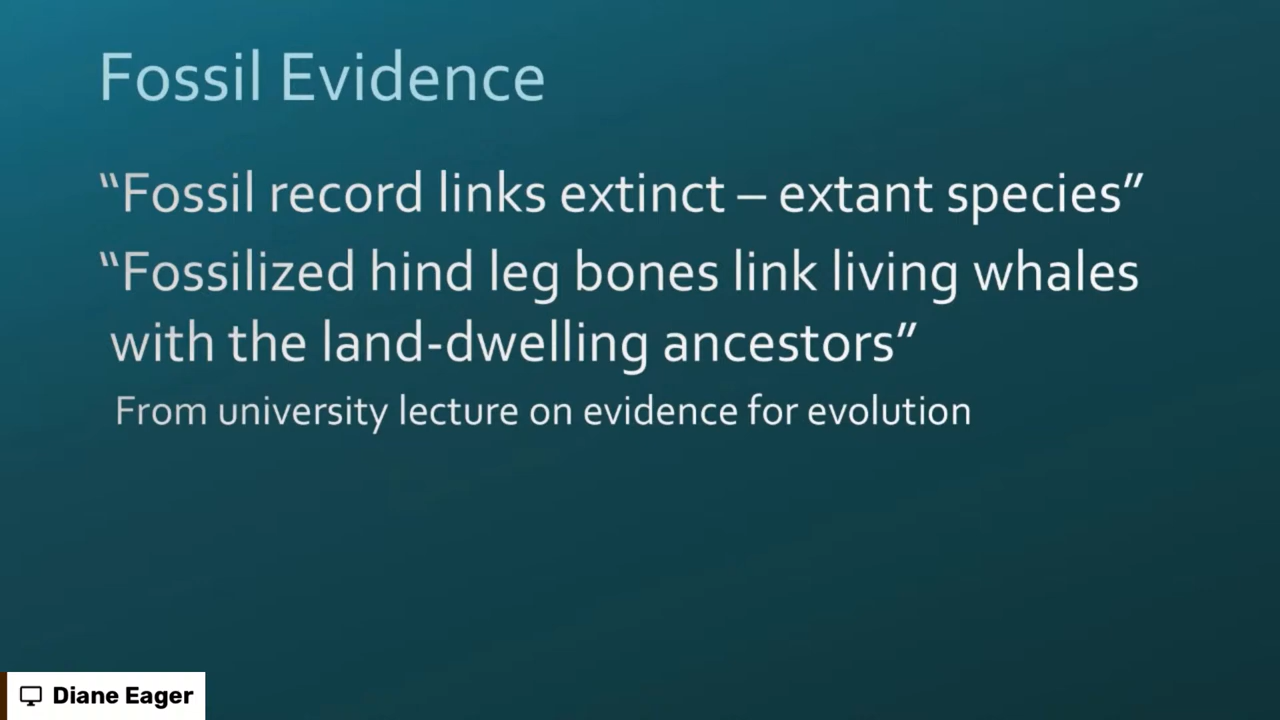 Fossil Evidence
“Fossil record links extinct – extant species”
“Fossilized hind leg bones link living whales
with the land-dwelling ancestors”
From university lecture on evidence for evolution
Diane Eager